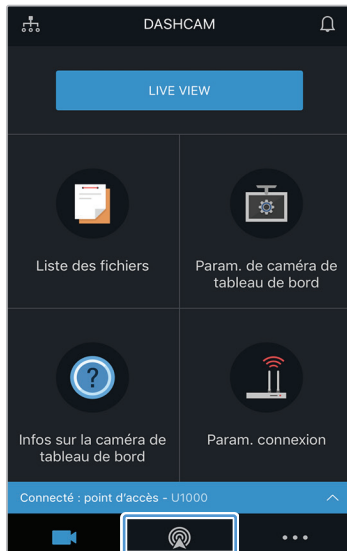 DASHCAM
LIVE VIEW
Liste des fichiers
Param. de caméra de
tableau de bord
Infos sur la caméra de
tableau de bord
Param. connexion
Connecté : point d'accès - U1000